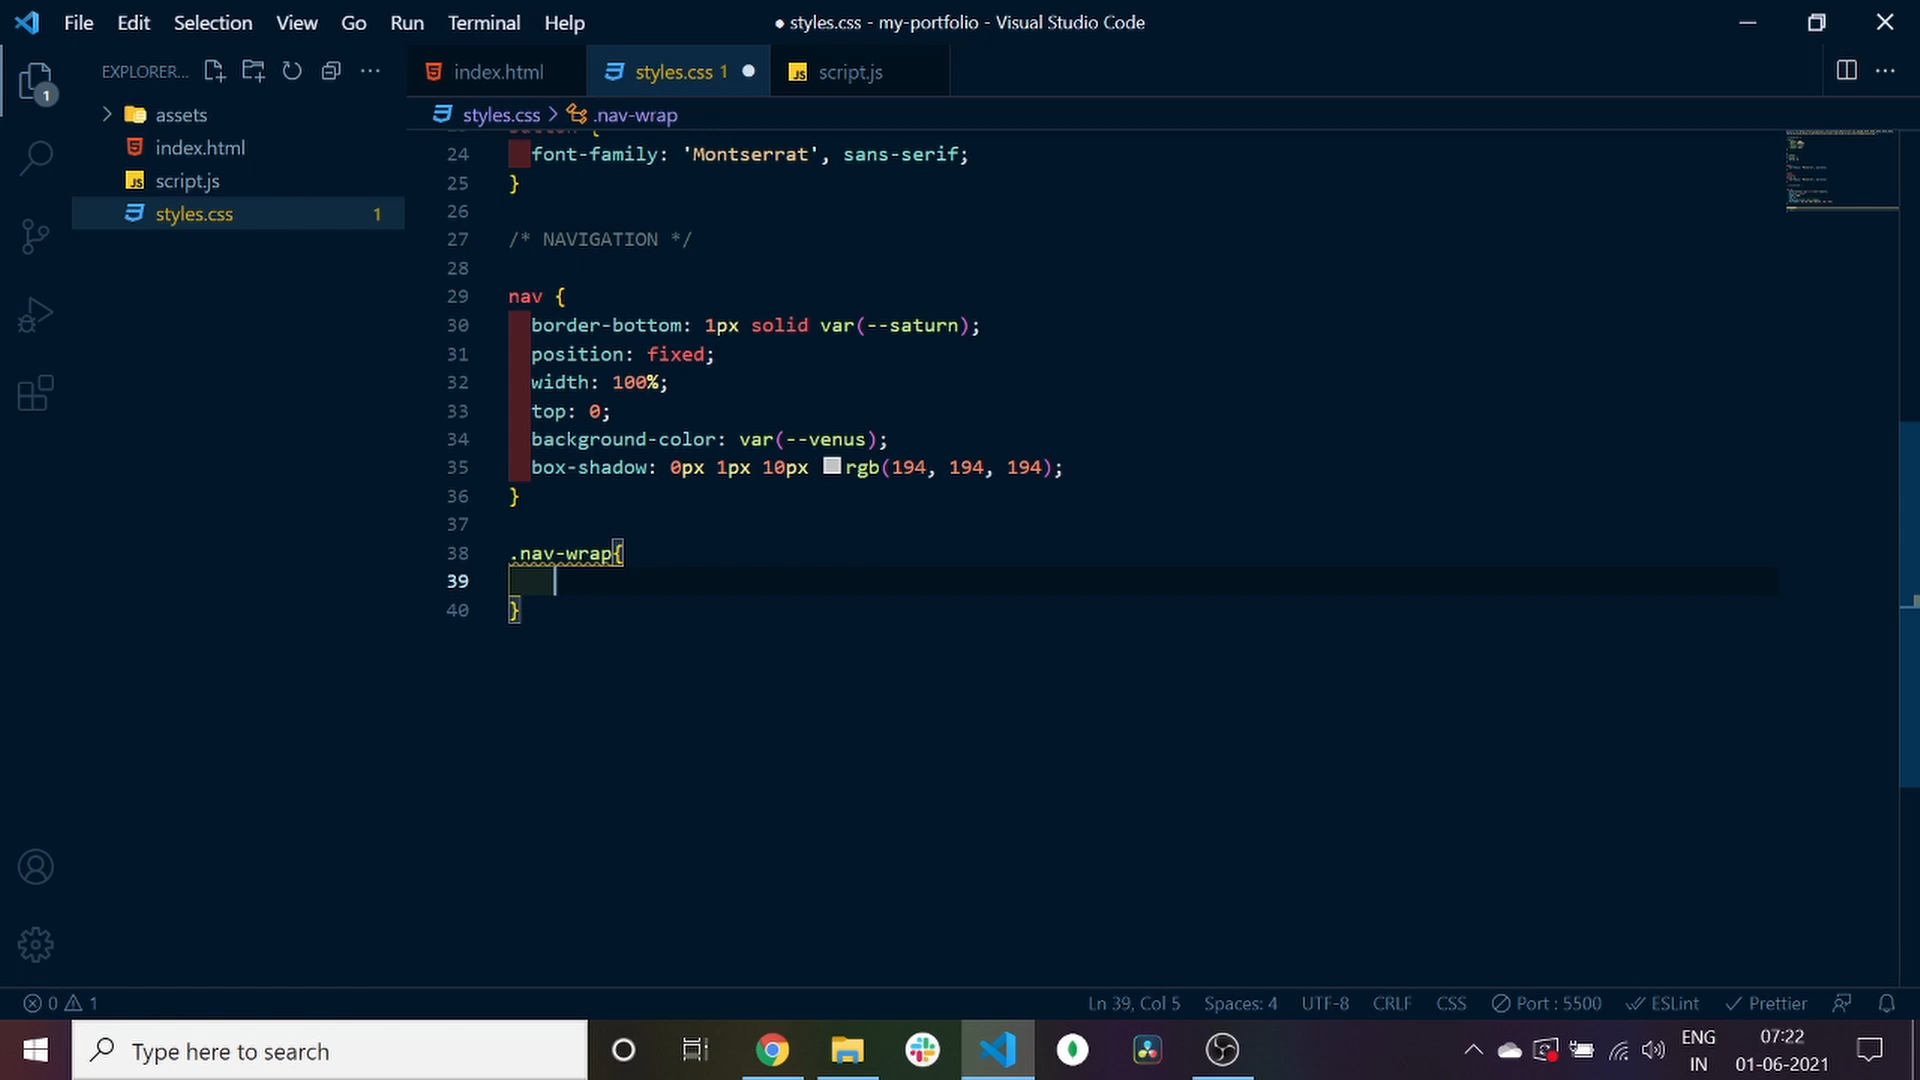 File Edit Selection View Go Run Terminal Help
● styles.css - my-portfolio - Visual Studio Code
EXPLORER...
index.html
styles.css 1
script.js
styles.css > .nav-wrap
assets
index.html
script.js
styles.css 1
1
24 font-family: 'Montserrat', sans-serif;
25 }
26
27 /* NAVIGATION */
28
29 nav {
30 border-bottom: 1px solid var(--saturn);
31 position: fixed;
32 width: 100%;
33 top: 0;
34 background-color: var(--venus);
35 box-shadow: 0px 1px 10px rgb(194, 194, 194);
36 }
37
38 .nav-wrap{
39
40 }
0 1
Ln 39, Col 5 Spaces: 4 UTF-8 CRLF CSS Port : 5500 ESLint Prettier
Type here to search
ENG
IN
07:22
01-06-2021